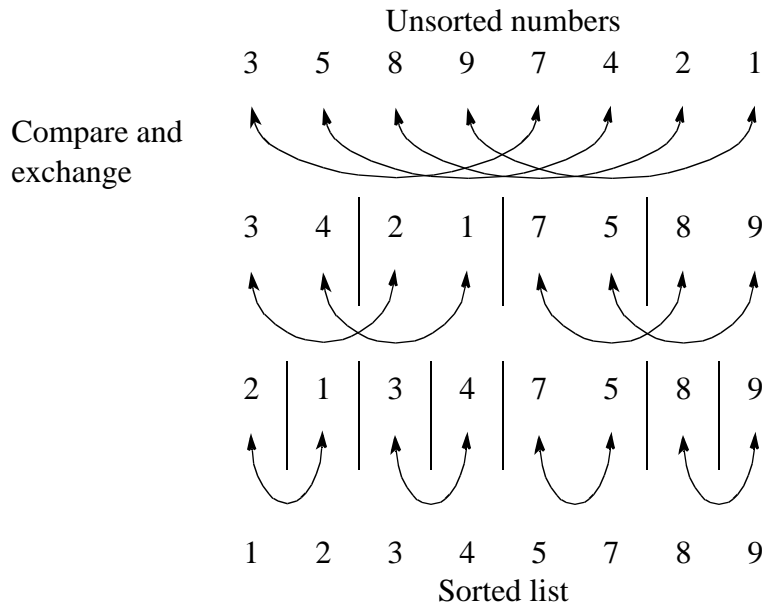 Unsorted numbers
3 5 8 9 7 4 2 1
Compare and
exchange
3 4 2 1 7 5 8 9
2 1 3 4 7 5 8 9
1 2 3 4 5 7 8 9
Sorted list